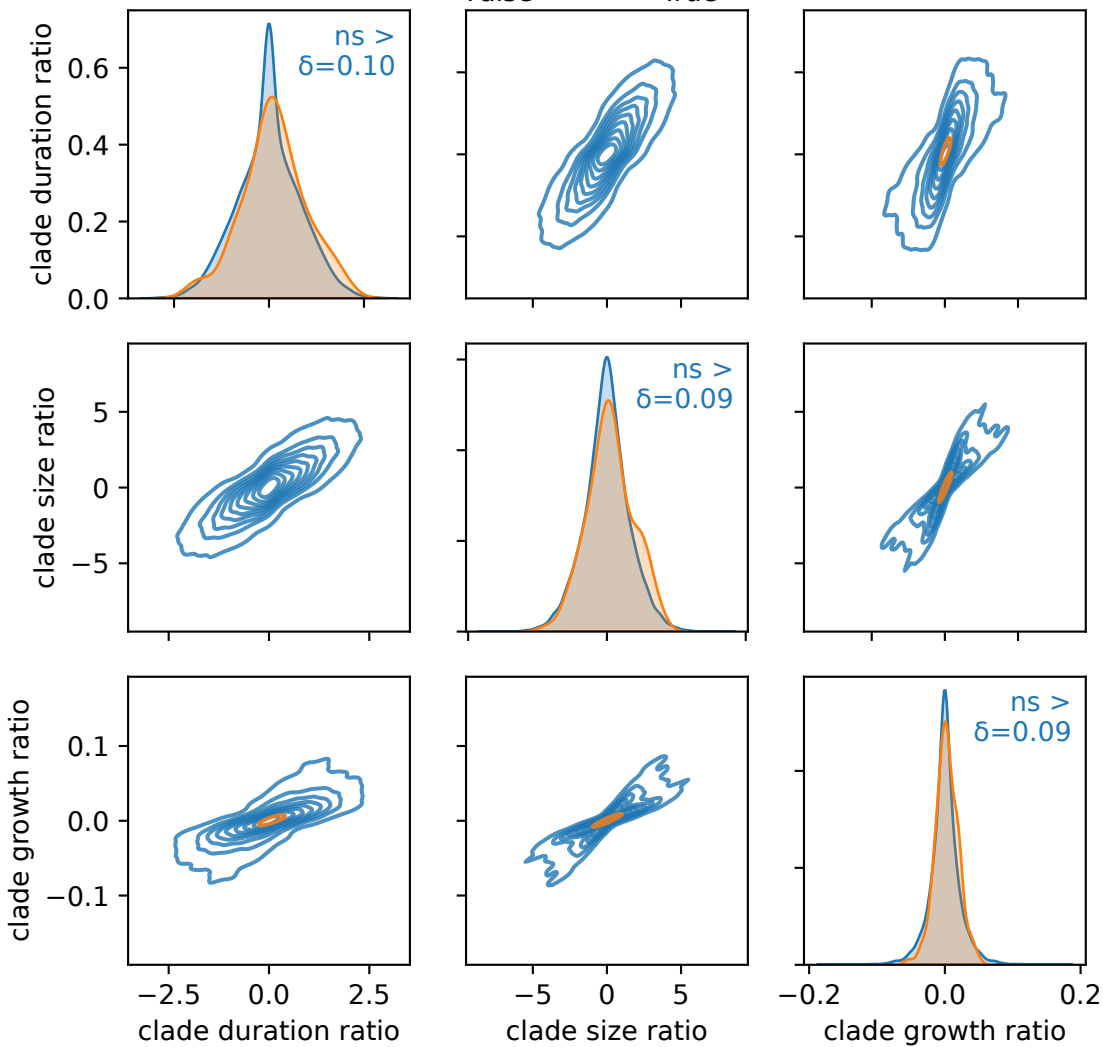 clade duration ratio
0.6
0.4
0.2
0.0
ns >
δ=0.10
clade size ratio
5
0
−5
ns >
δ=0.09
clade growth ratio
0.1
0.0
−0.1
ns >
δ=0.09
−2.5 0.0 2.5
−5 0 5
−0.2 0.0 0.2
clade duration ratio
clade size ratio
clade growth ratio